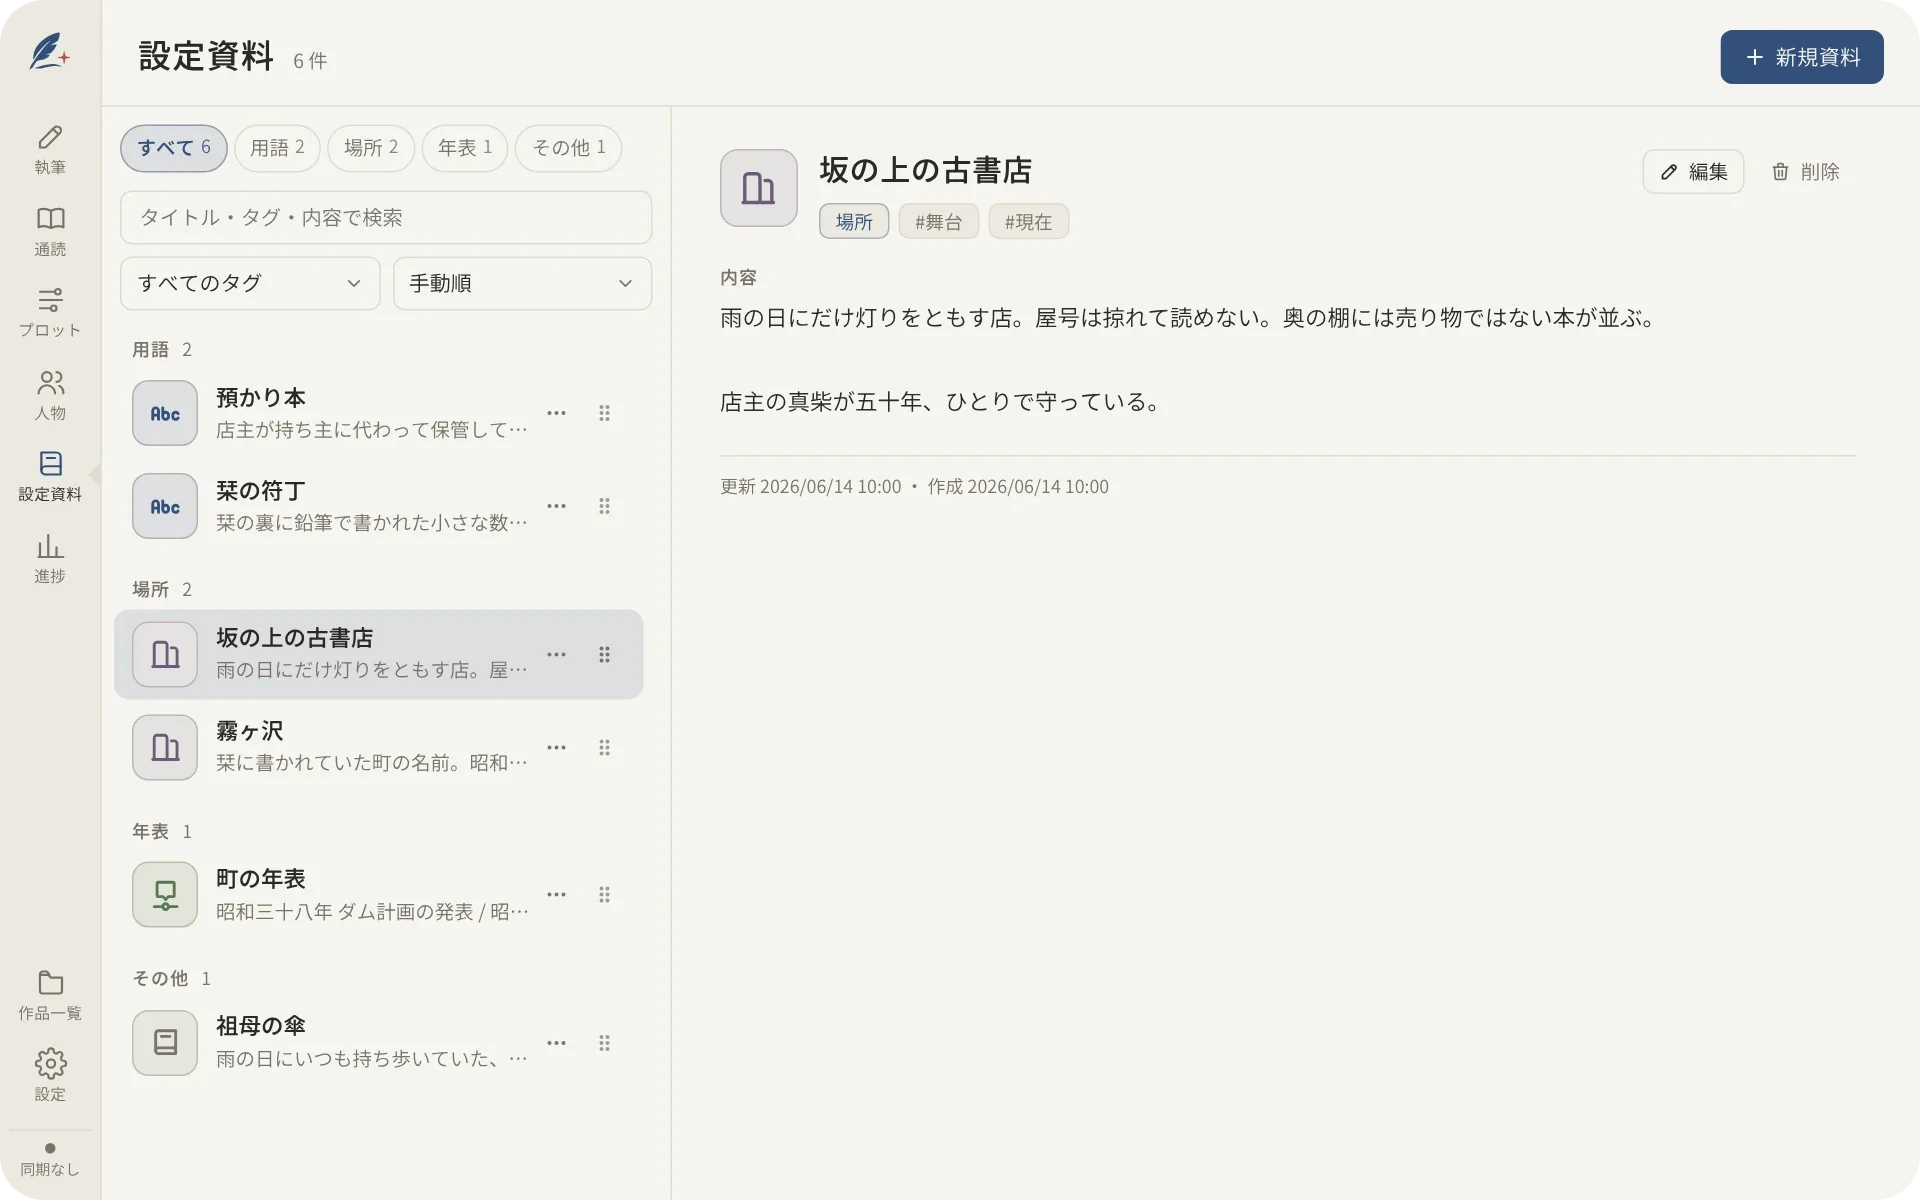 執筆
通読
プロット
人物
設定資料
進捗
作品一覧
設定
同期なし
設定資料 6 件
+ 新規資料
すべて 6
用語 2
場所 2
年表 1
その他 1
タイトル・タグ・内容で検索
すべてのタグ
手動順
用語 2
Abc
預かり本
店主が持ち主に代わって保管して…
Abc
栞の符丁
栞の裏に鉛筆で書かれた小さな数…
場所 2
坂の上の古書店
雨の日にだけ灯りをともす店。屋…
霧ヶ沢
栞に書かれていた町の名前。昭和…
年表 1
町の年表
昭和三十八年 ダム計画の発表 / 昭…
その他 1
祖母の傘
雨の日にいつも持ち歩いていた、…
坂の上の古書店
編集
削除
場所
#舞台
#現在
内容
雨の日にだけ灯りをともす店。屋号は掠れて読めない。奥の棚には売り物ではない本が並ぶ。
店主の真柴が五十年、ひとりで守っている。
更新 2026/06/14 10:00 ・ 作成 2026/06/14 10:00